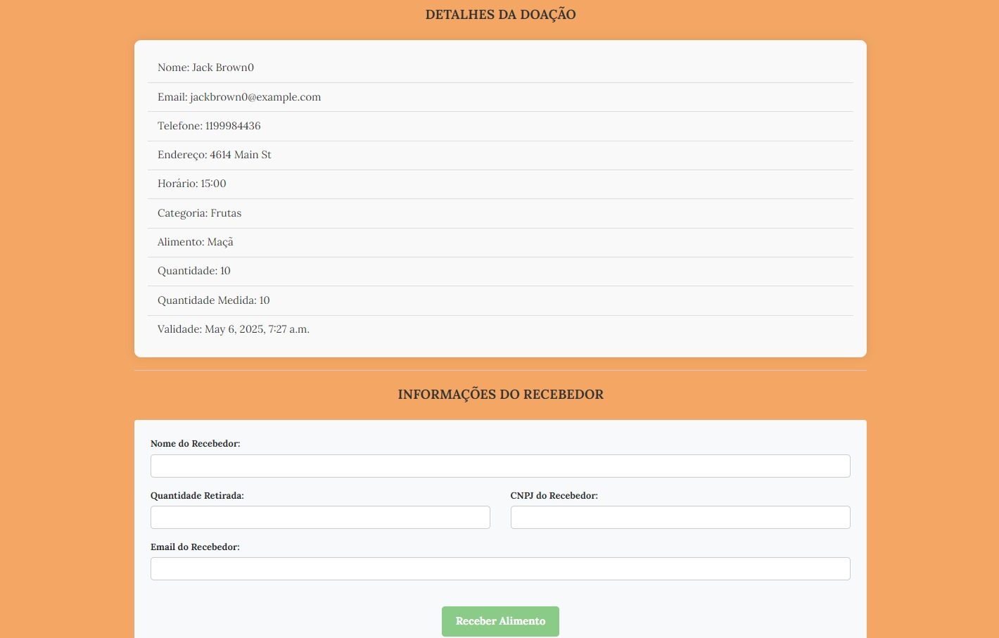 DETALHES DA DOAÇÃO
Nome: Jack Brown0
Email: jackbrown0@example.com
Telefone: 1199984436
Endereço: 4614 Main St
Horário: 15:00
Categoria: Frutas
Alimento: Maçã
Quantidade: 10
Quantidade Medida: 10
Validade: May 6, 2025, 7:27 a.m.
INFORMAÇÕES DO RECEBEDOR
Nome do Recebedor:
Quantidade Retirada: CNPJ do Recebedor:
Email do Recebedor:
Receber Alimento